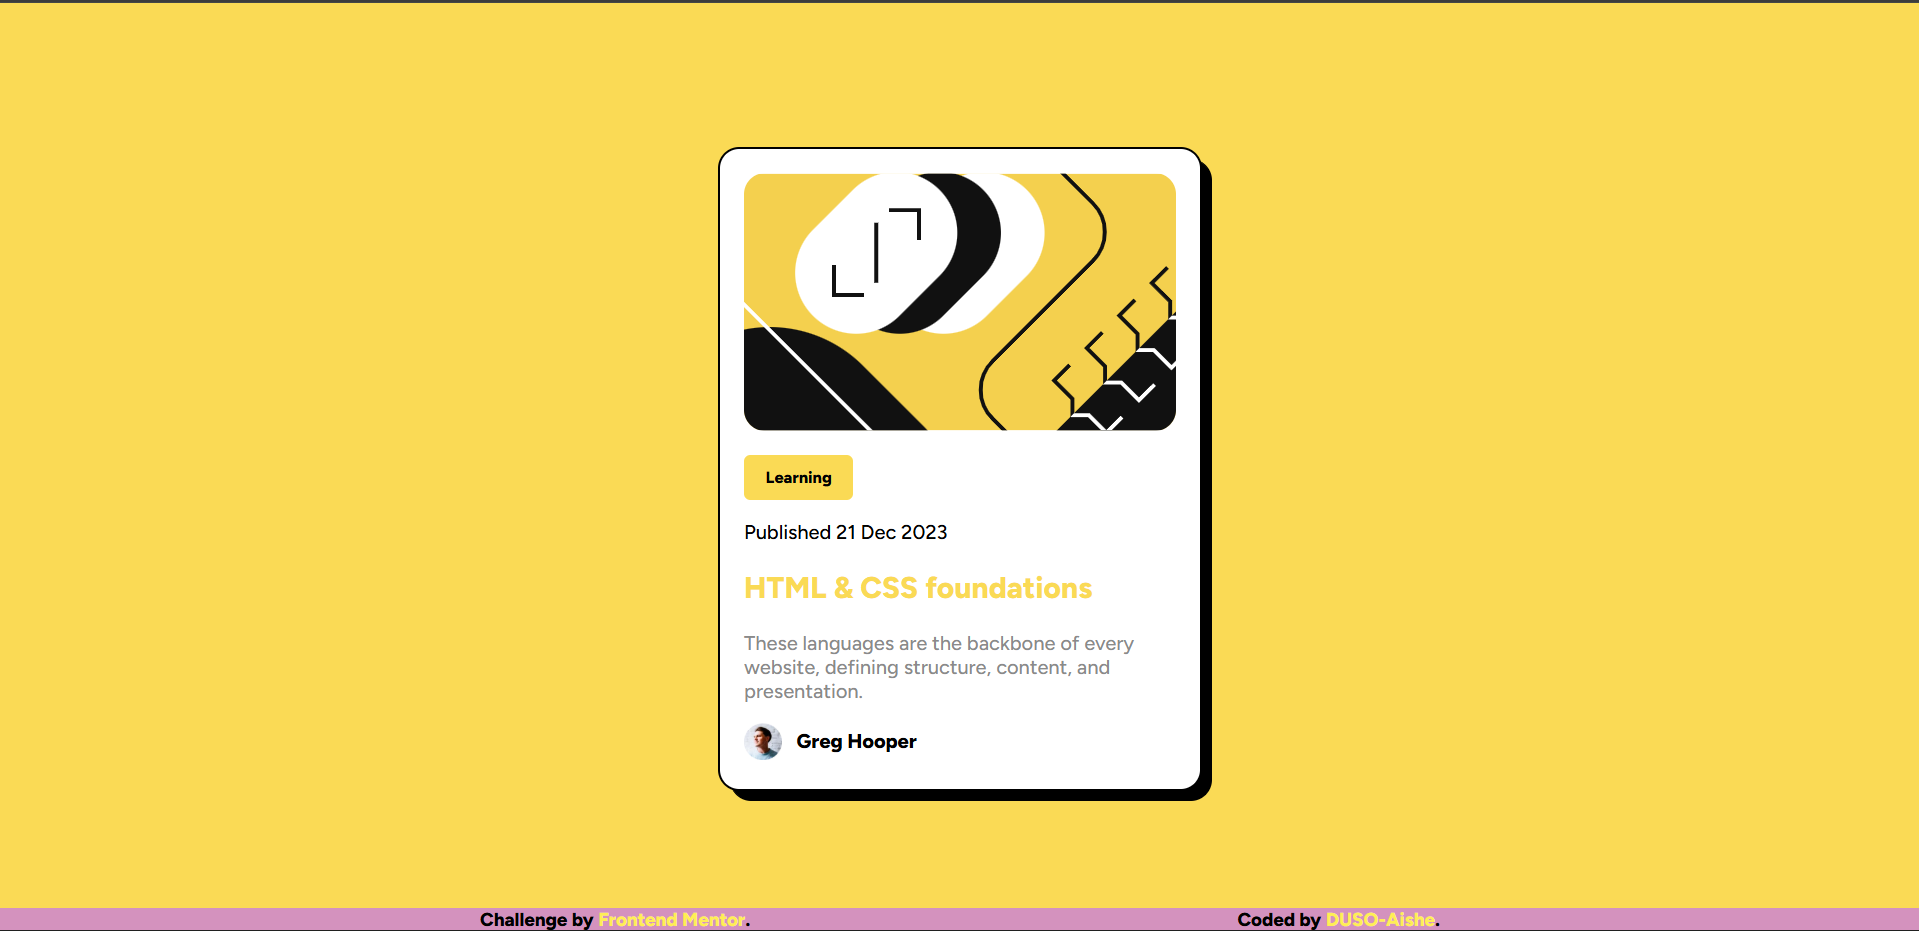 Learning
Published 21 Dec 2023
HTML & CSS foundations
These languages are the backbone of every
website, defining structure, content, and
presentation.
Greg Hooper
Challenge by Frontend Mentor.
Coded by DUSO-Aishe.